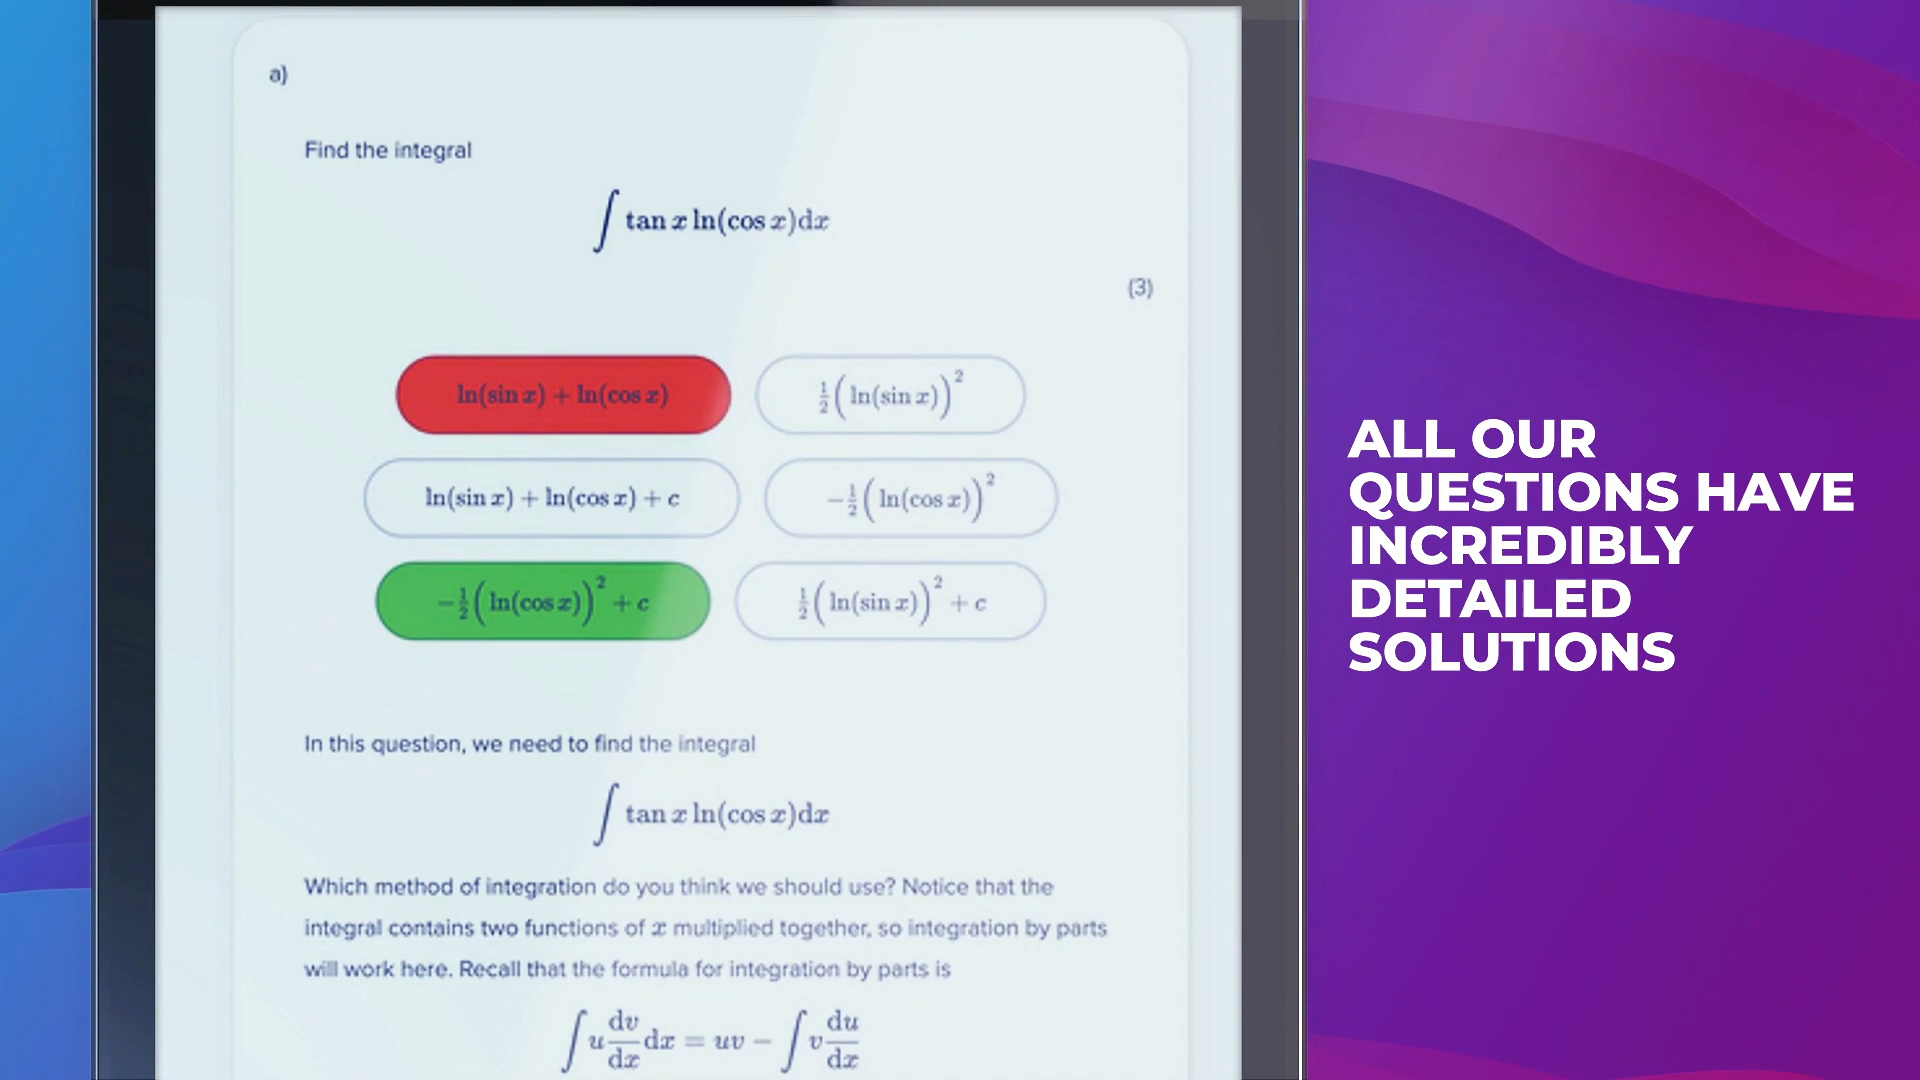 a)
Find the integral
∫ tan x ln(cos x)dx
(3)
ln(sin x) + ln(cos x)
½(ln(sin x))²
ln(sin x) + ln(cos x) + c
−½(ln(cos x))²
−½(ln(cos x))² + c
½(ln(sin x))² + c
In this question, we need to find the integral
∫ tan x ln(cos x)dx
Which method of integration do you think we should use? Notice that the
integral contains two functions of x multiplied together, so integration by parts
will work here. Recall that the formula for integration by parts is
∫ u dv/dx dx = uv − ∫ v du/dx
ALL OUR
QUESTIONS HAVE
INCREDIBLY
DETAILED
SOLUTIONS